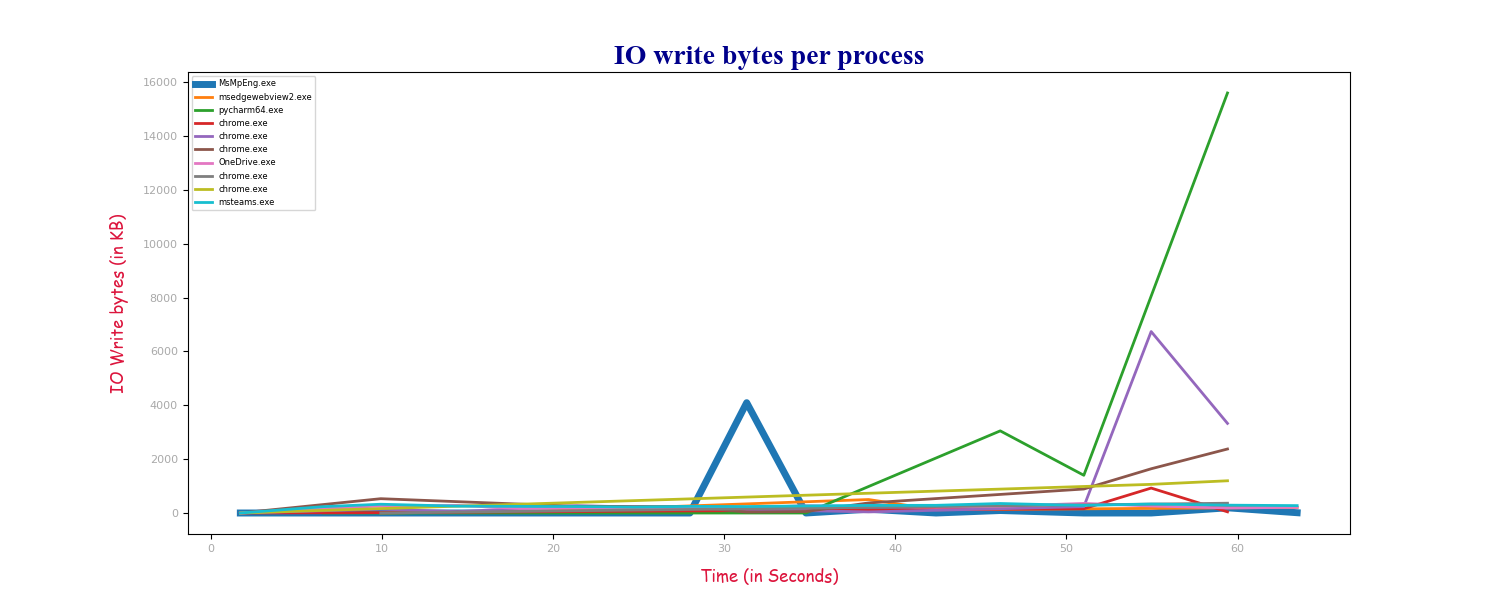 IO write bytes per process
16000
14000
12000
10000
8000
6000
4000
2000
0
IO Write bytes (in KB)
MsMpEng.exe
msedgewebview2.exe
pycharm64.exe
chrome.exe
chrome.exe
chrome.exe
OneDrive.exe
chrome.exe
chrome.exe
msteams.exe
0 10 20 30 40 50 60
Time (in Seconds)